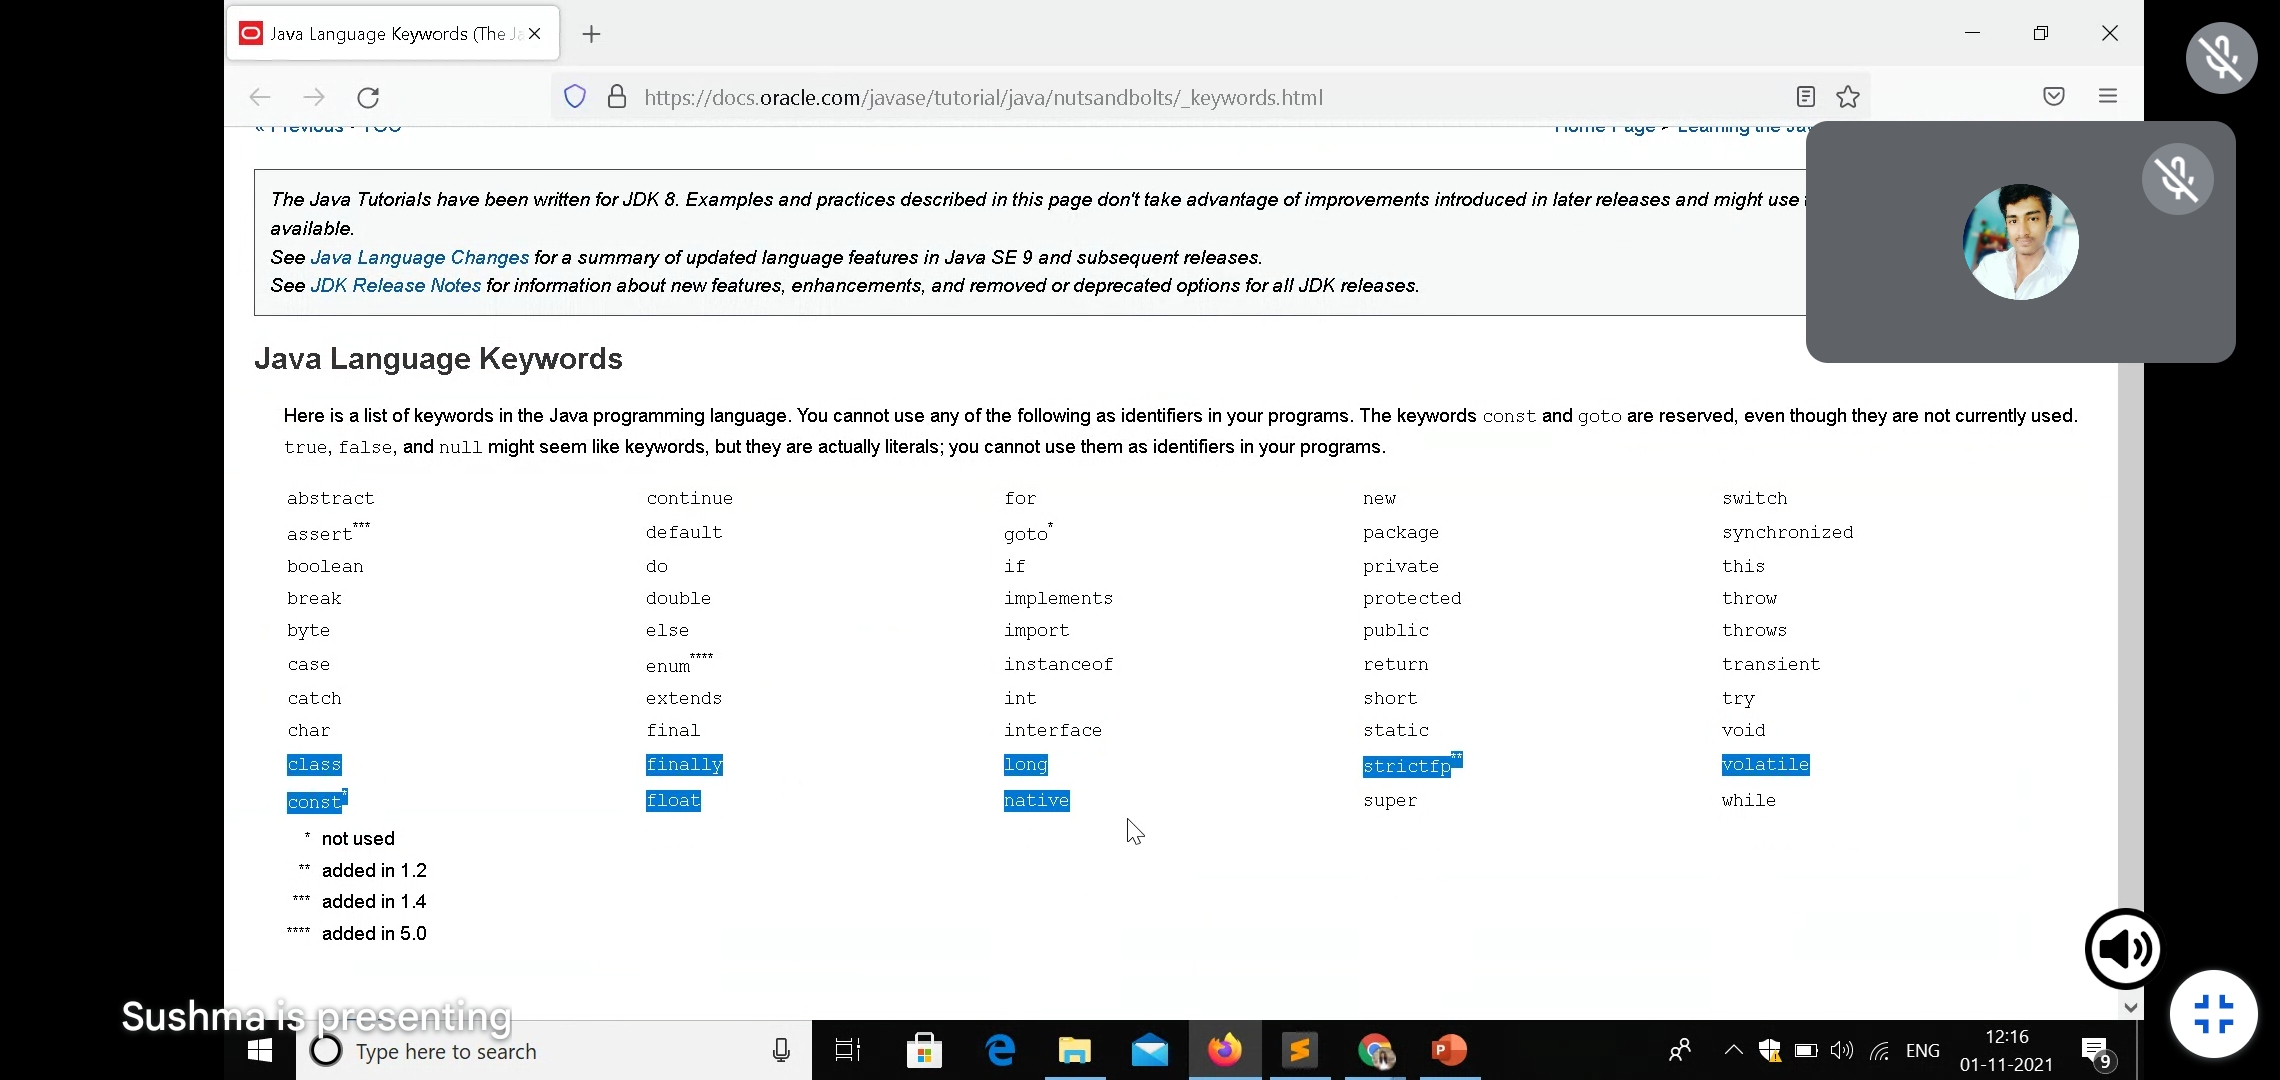 Java Language Keywords (The Ja
https://docs.oracle.com/javase/tutorial/java/nutsandbolts/_keywords.html
« Previous • TOC
Home Page > Learning the Jav
The Java Tutorials have been written for JDK 8. Examples and practices described in this page don't take advantage of improvements introduced in later releases and might use
available.
See Java Language Changes for a summary of updated language features in Java SE 9 and subsequent releases.
See JDK Release Notes for information about new features, enhancements, and removed or deprecated options for all JDK releases.
Java Language Keywords
Here is a list of keywords in the Java programming language. You cannot use any of the following as identifiers in your programs. The keywords const and goto are reserved, even though they are not currently used.
true, false, and null might seem like keywords, but they are actually literals; you cannot use them as identifiers in your programs.
abstract continue for new switch
assert*** default goto* package synchronized
boolean do if private this
break double implements protected throw
byte else import public throws
case enum**** instanceof return transient
catch extends int short try
char final interface static void
class finally long strictfp** volatile
const* float native super while
* not used
** added in 1.2
*** added in 1.4
**** added in 5.0
Sushma is presenting
Type here to search
ENG
12:16
01-11-2021
9